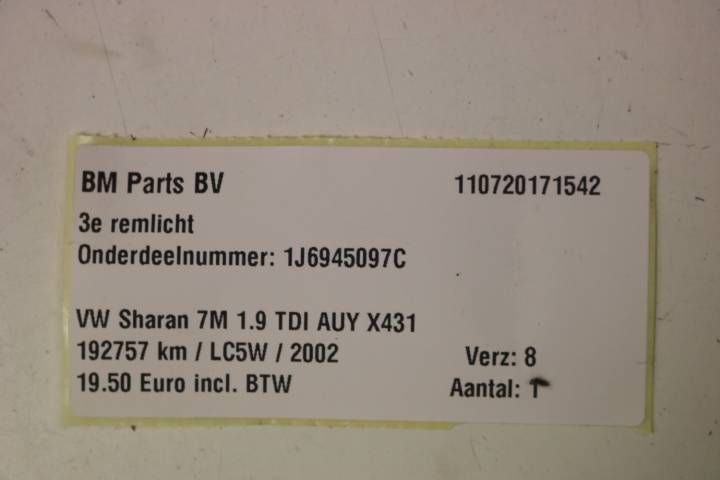 BM Parts BV 110720171542
3e remlicht
Onderdeelnummer: 1J6945097C
VW Sharan 7M 1.9 TDI AUY X431
192757 km / LC5W / 2002 Verz: 8
19.50 Euro incl. BTW Aantal: 1